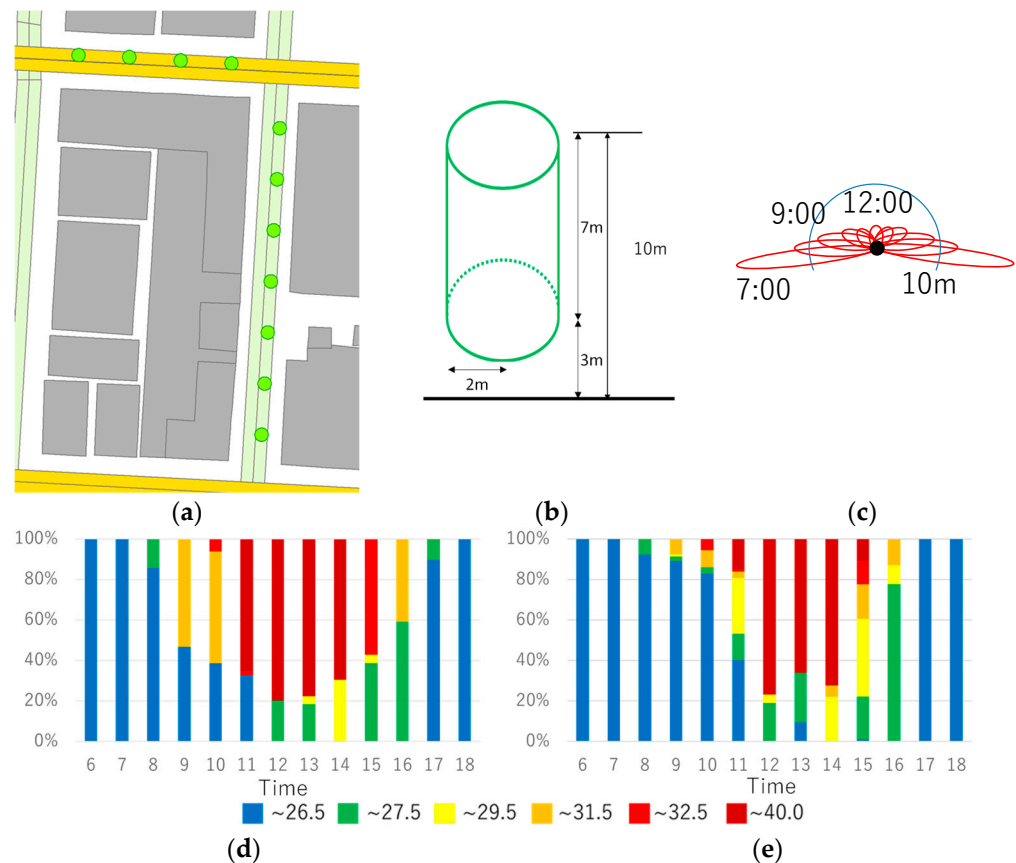 7m
10m
3m
2m
12:00
9:00
7:00
10m
(a)
(b)
(c)
100%
80%
60%
40%
20%
0%
6 7 8 9 10 11 12 13 14 15 16 17 18
Time
100%
80%
60%
40%
20%
0%
6 7 8 9 10 11 12 13 14 15 16 17 18
Time
~26.5 ~27.5 ~29.5 ~31.5 ~32.5 ~40.0
(d)
(e)